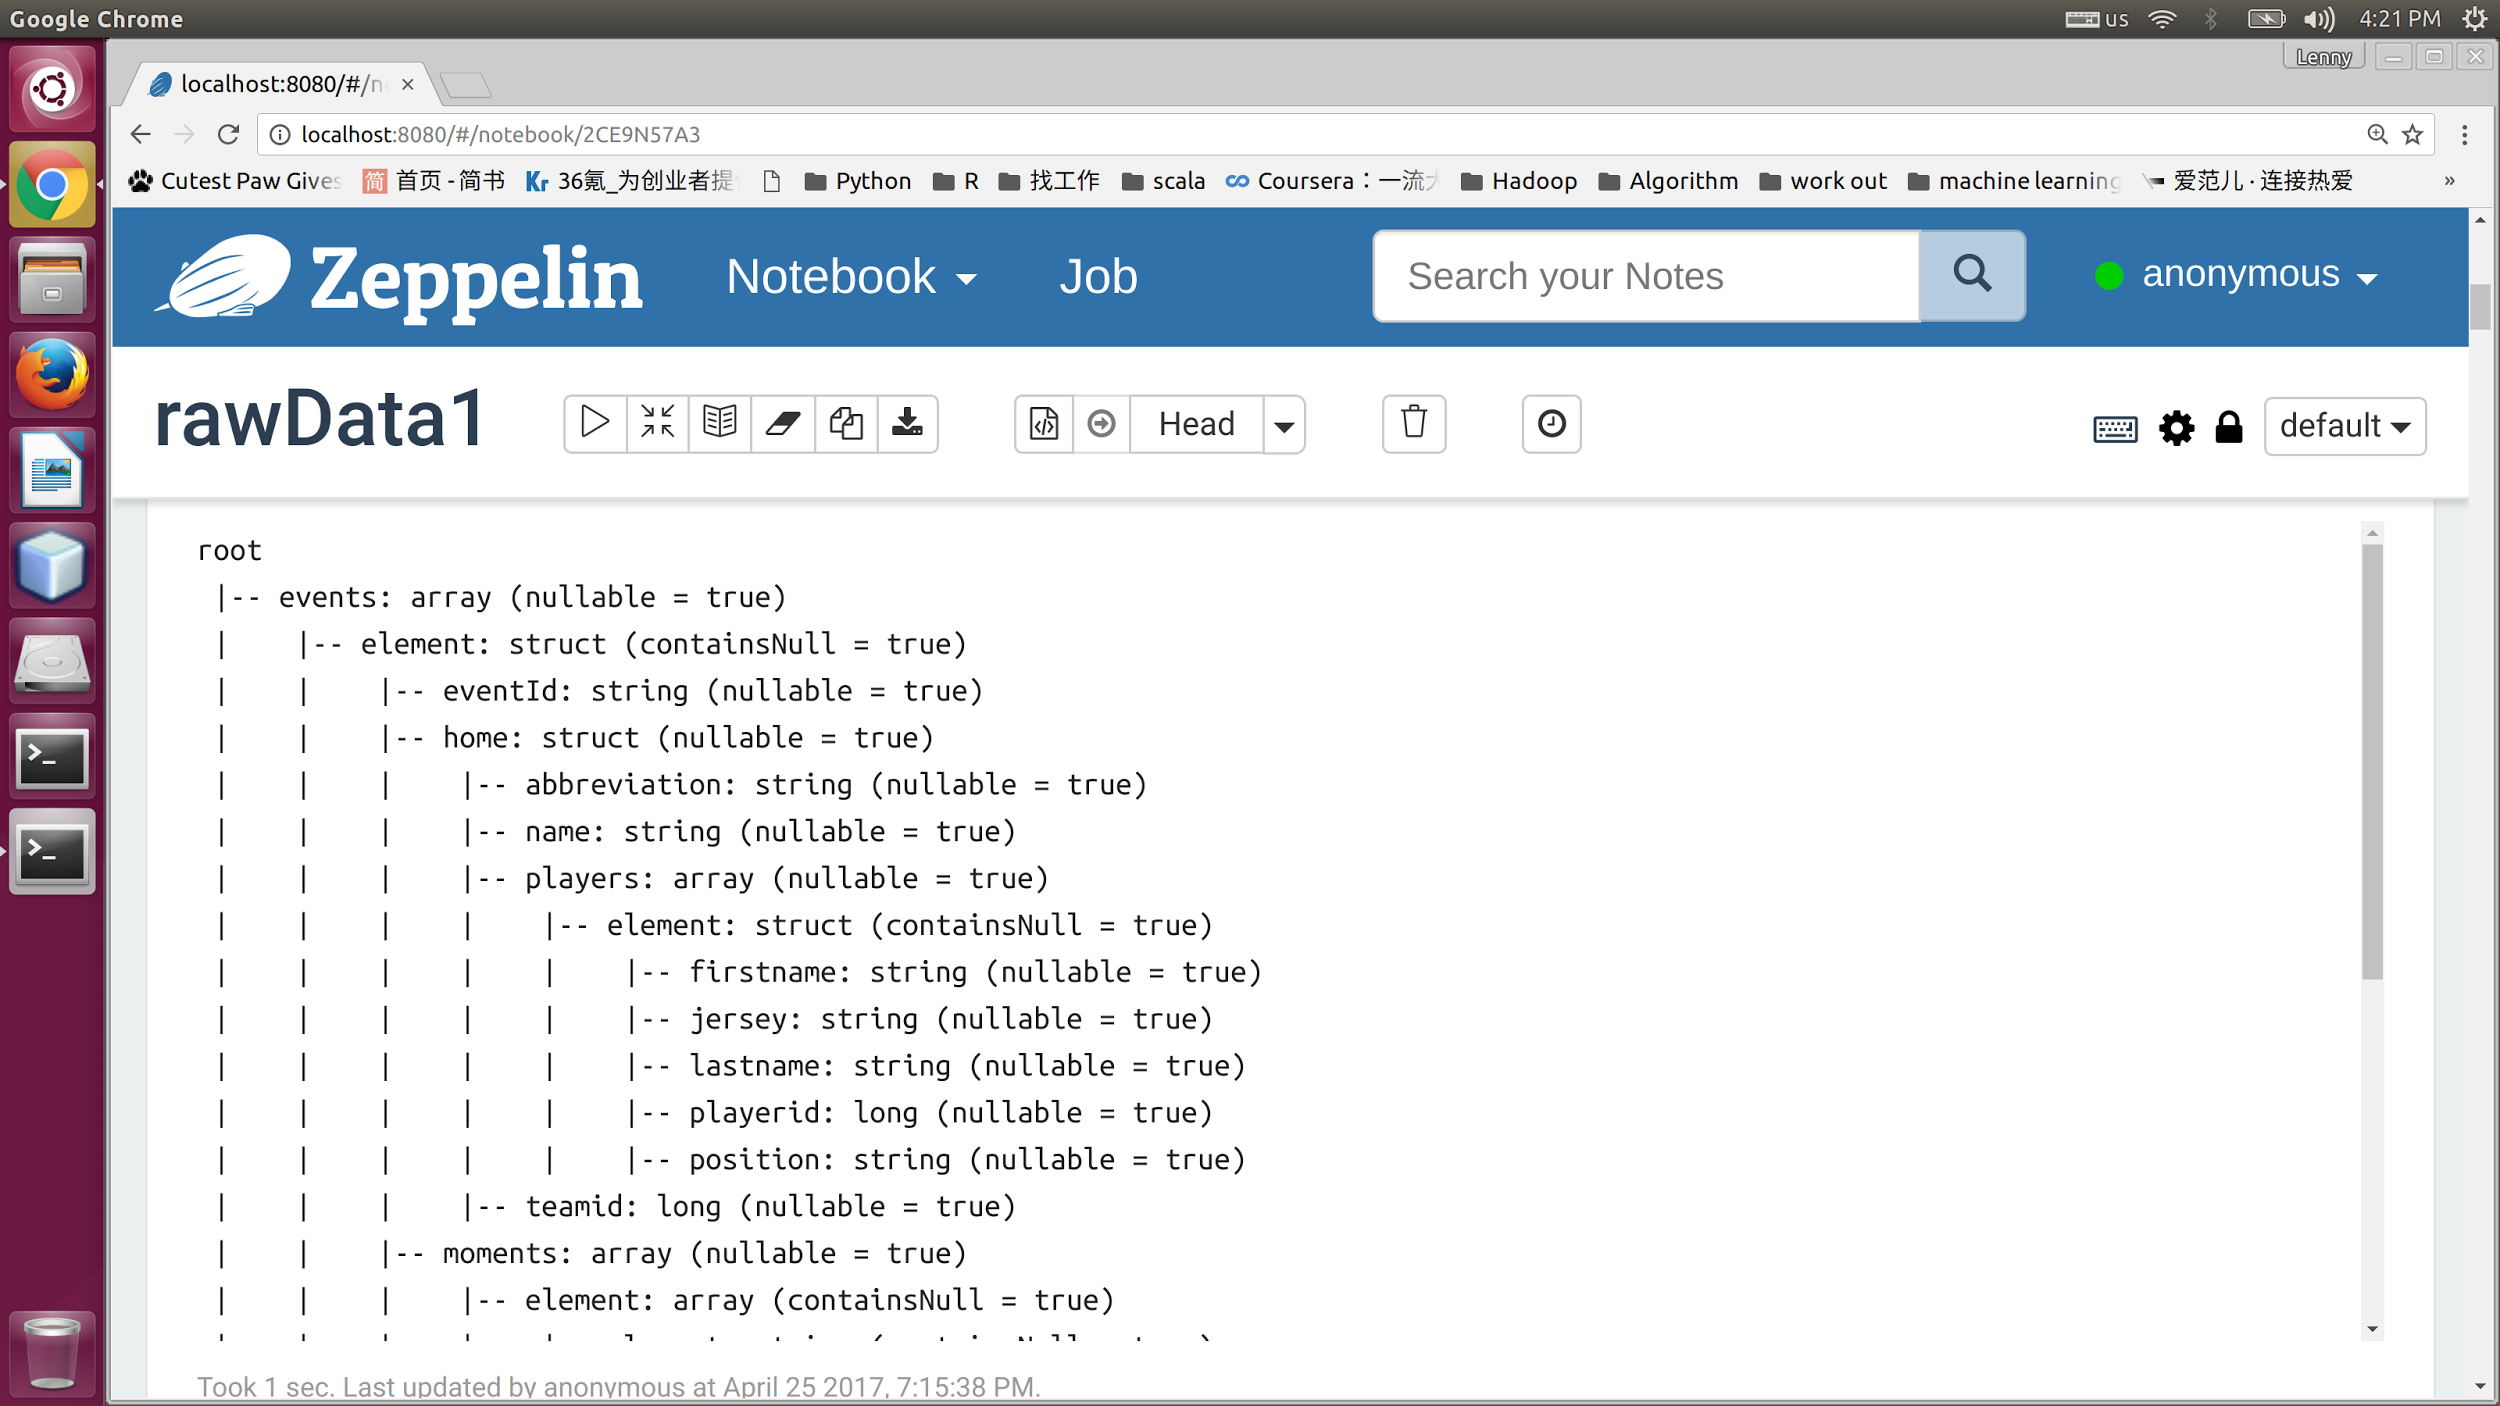 Google Chrome
us
4:21 PM
Lenny
localhost:8080/#/n
localhost:8080/#/notebook/2CE9N57A3
Cutest Paw Gives
简 首页 - 简书
Kr 36氪_为创业者提
Python
R
找工作
scala
Coursera：一流大
Hadoop
Algorithm
work out
machine learning
爱范儿 · 连接热爱
»
Zeppelin
Notebook
Job
Search your Notes
anonymous
rawData1
Head
default
root
|-- events: array (nullable = true)
|    |-- element: struct (containsNull = true)
|    |    |-- eventId: string (nullable = true)
|    |    |-- home: struct (nullable = true)
|    |    |    |-- abbreviation: string (nullable = true)
|    |    |    |-- name: string (nullable = true)
|    |    |    |-- players: array (nullable = true)
|    |    |    |    |-- element: struct (containsNull = true)
|    |    |    |    |    |-- firstname: string (nullable = true)
|    |    |    |    |    |-- jersey: string (nullable = true)
|    |    |    |    |    |-- lastname: string (nullable = true)
|    |    |    |    |    |-- playerid: long (nullable = true)
|    |    |    |    |    |-- position: string (nullable = true)
|    |    |    |-- teamid: long (nullable = true)
|    |    |-- moments: array (nullable = true)
|    |    |    |-- element: array (containsNull = true)
Took 1 sec. Last updated by anonymous at April 25 2017, 7:15:38 PM.